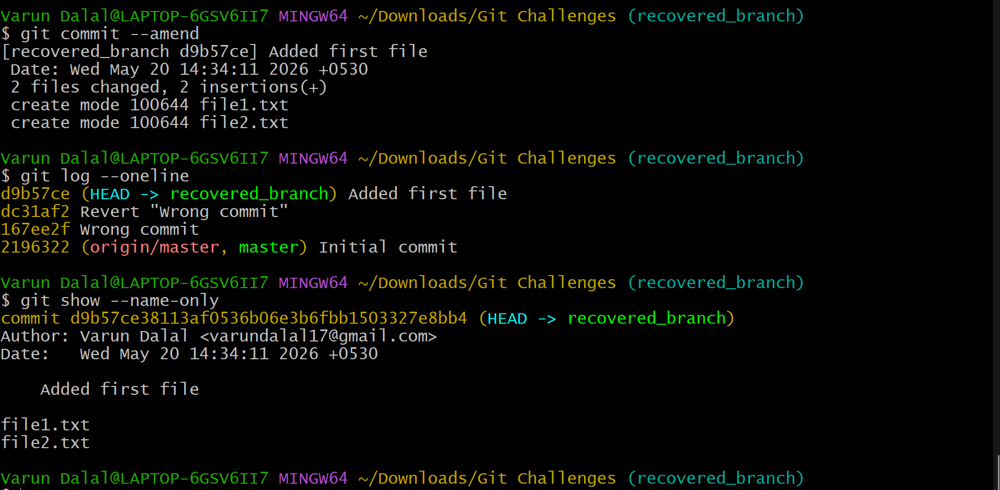 Varun Dalal@LAPTOP-6GSV6II7 MINGW64 ~/Downloads/Git Challenges (recovered_branch)
$ git commit --amend
[recovered_branch d9b57ce] Added first file
 Date: Wed May 20 14:34:11 2026 +0530
 2 files changed, 2 insertions(+)
 create mode 100644 file1.txt
 create mode 100644 file2.txt

Varun Dalal@LAPTOP-6GSV6II7 MINGW64 ~/Downloads/Git Challenges (recovered_branch)
$ git log --oneline
d9b57ce (HEAD -> recovered_branch) Added first file
dc31af2 Revert "Wrong commit"
167ee2f Wrong commit
2196322 (origin/master, master) Initial commit

Varun Dalal@LAPTOP-6GSV6II7 MINGW64 ~/Downloads/Git Challenges (recovered_branch)
$ git show --name-only
commit d9b57ce38113af0536b06e3b6fbb1503327e8bb4 (HEAD -> recovered_branch)
Author: Varun Dalal <varundalal17@gmail.com>
Date:   Wed May 20 14:34:11 2026 +0530

    Added first file

file1.txt
file2.txt

Varun Dalal@LAPTOP-6GSV6II7 MINGW64 ~/Downloads/Git Challenges (recovered_branch)
$